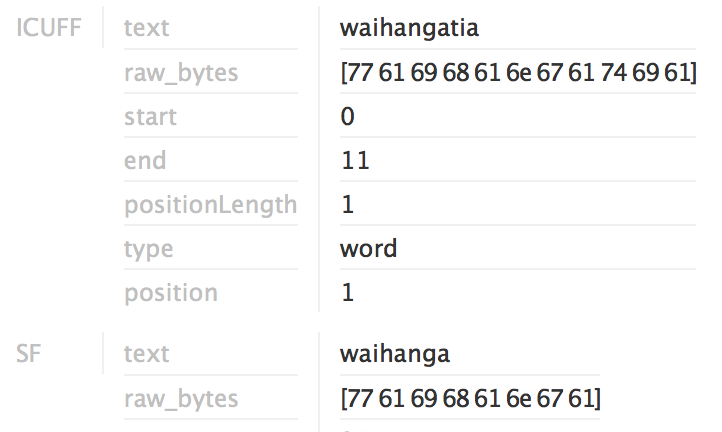 ICUFF text waihangatia
raw_bytes [77 61 69 68 61 6e 67 61 74 69 61]
start 0
end 11
positionLength 1
type word
position 1
SF text waihanga
raw_bytes [77 61 69 68 61 6e 67 61]